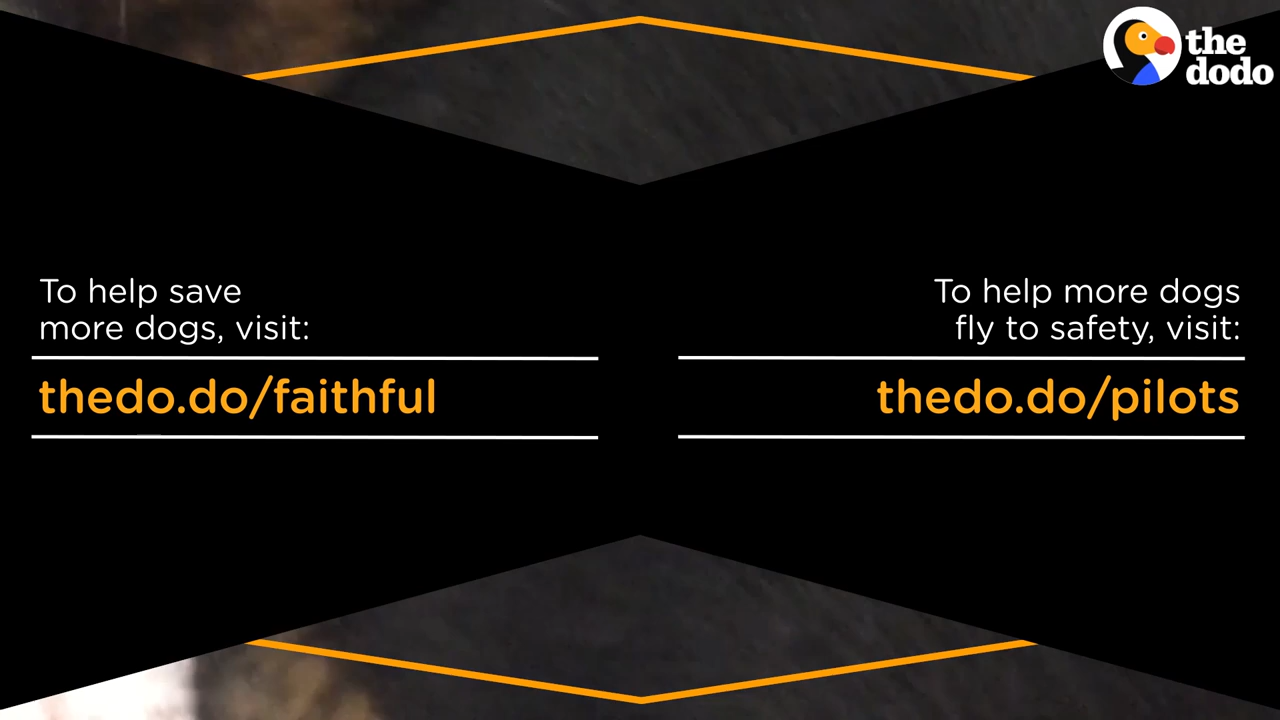 the
dodo
To help save
more dogs, visit:
thedo.do/faithful
To help more dogs
fly to safety, visit:
thedo.do/pilots